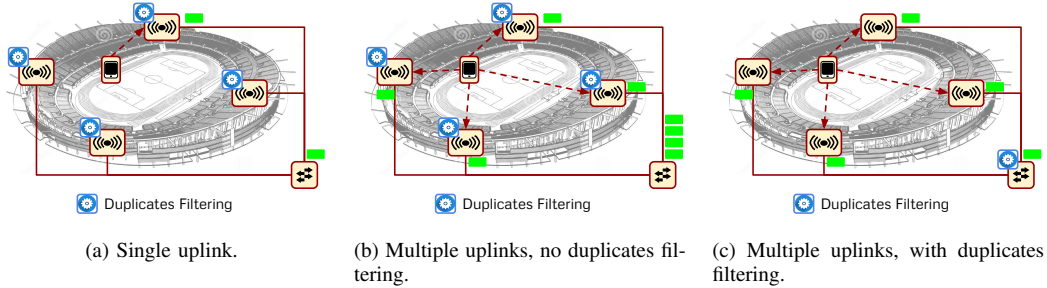 Duplicates Filtering
Duplicates Filtering
Duplicates Filtering
(a) Single uplink.
(b) Multiple uplinks, no duplicates fil-
tering.
(c) Multiple uplinks, with duplicates
filtering.